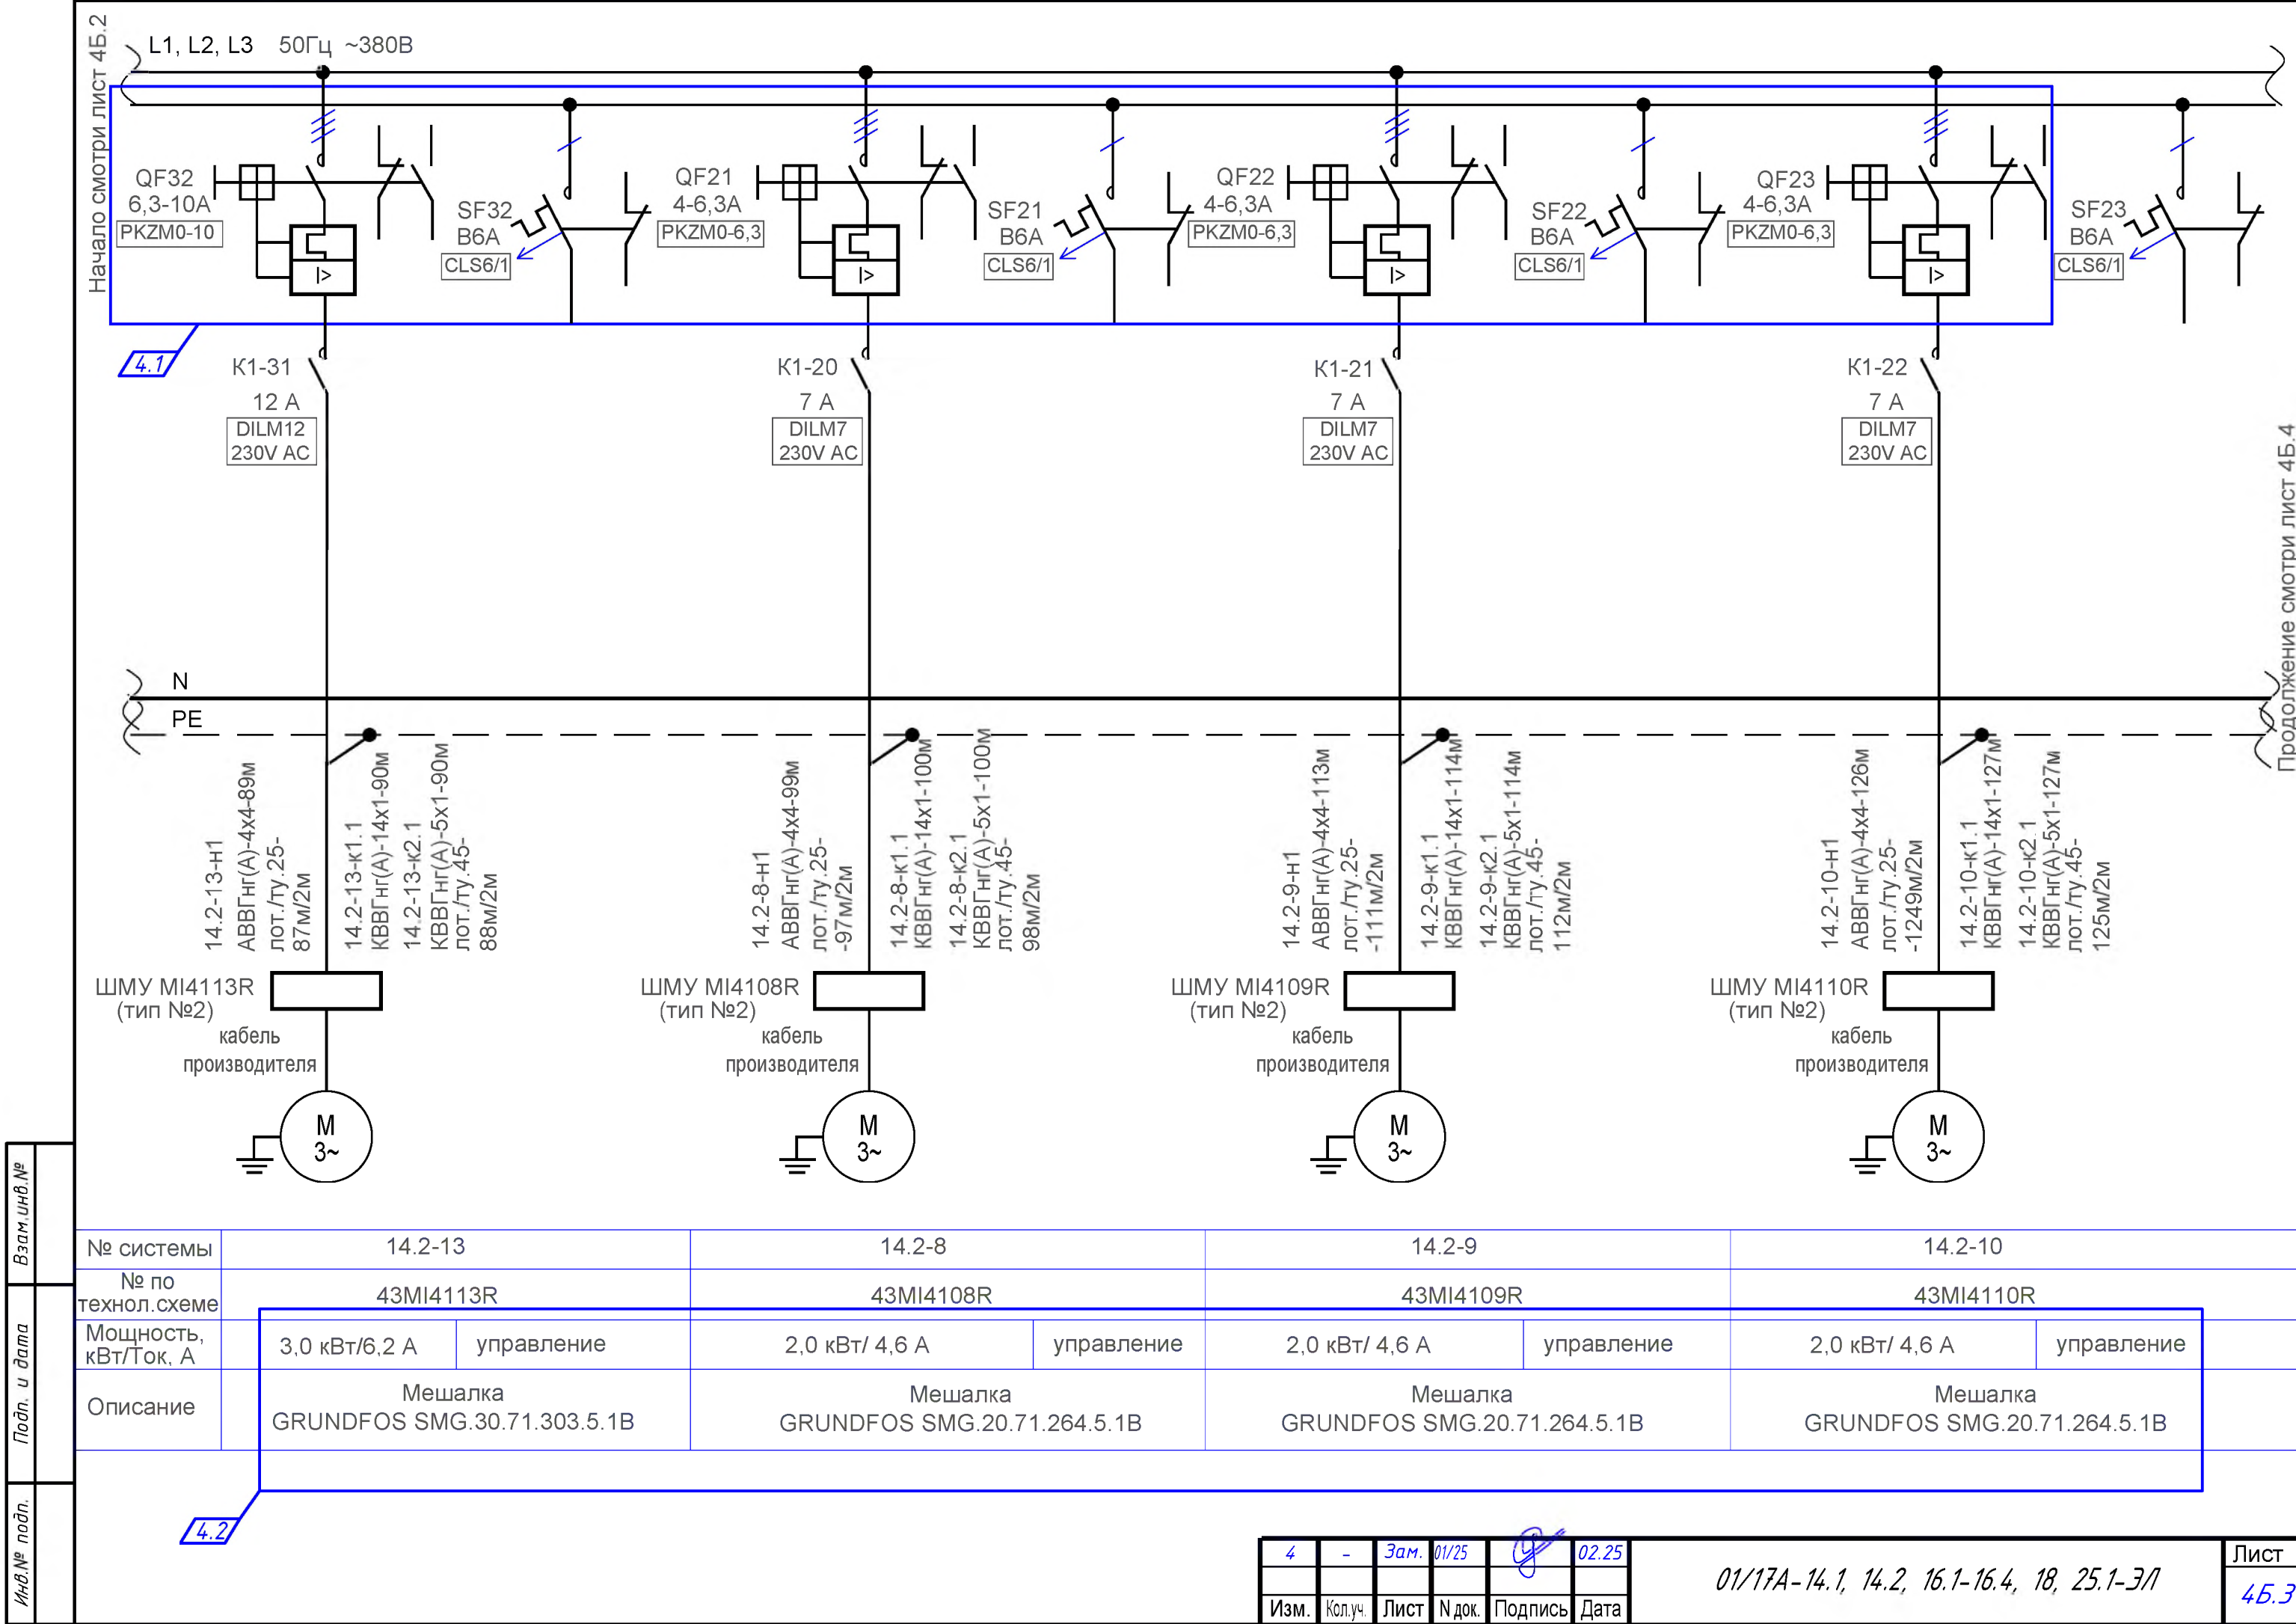 Начало смотри лист 4Б.2
L1, L2, L3 50Гц ~380В
QF32
6,3-10А
PKZM0-10
SF32
В6А
CLS6/1
QF21
4-6,3А
PKZM0-6,3
SF21
В6А
CLS6/1
QF22
4-6,3А
PKZM0-6,3
SF22
В6А
CLS6/1
QF23
4-6,3А
PKZM0-6,3
SF23
В6А
CLS6/1
I>
I>
I>
I>
4.1
К1-31
12 А
DILM12
230V AC
К1-20
7 А
DILM7
230V AC
К1-21
7 А
DILM7
230V AC
К1-22
7 А
DILM7
230V AC
Продолжение смотри лист 4Б.4
N
PE
14.2-13-н1
АВВГнг(А)-4х4-89м
лот./ту.25-
87м/2м
14.2-13-к1.1
КВВГнг(А)-14х1-90м
14.2-13-к2.1
КВВГнг(А)-5х1-90м
лот./ту.45-
88м/2м
14.2-8-н1
АВВГнг(А)-4х4-99м
лот./ту.25-
-97м/2м
14.2-8-к1.1
КВВГнг(А)-14х1-100м
14.2-8-к2.1
КВВГнг(А)-5х1-100м
лот./ту.45-
98м/2м
14.2-9-н1
АВВГнг(А)-4х4-113м
лот./ту.25-
-111м/2м
14.2-9-к1.1
КВВГнг(А)-14х1-114м
14.2-9-к2.1
КВВГнг(А)-5х1-114м
лот./ту.45-
112м/2м
14.2-10-н1
АВВГнг(А)-4х4-126м
лот./ту.25-
-1249м/2м
14.2-10-к1.1
КВВГнг(А)-14х1-127м
14.2-10-к2.1
КВВГнг(А)-5х1-127м
лот./ту.45-
125м/2м
ШМУ MI4113R
(тип №2)
кабель
производителя
ШМУ MI4108R
(тип №2)
кабель
производителя
ШМУ MI4109R
(тип №2)
кабель
производителя
ШМУ MI4110R
(тип №2)
кабель
производителя
М
3~
М
3~
М
3~
М
3~
№ системы 14.2-13 14.2-8 14.2-9 14.2-10
№ по
технол.схеме 43MI4113R 43MI4108R 43MI4109R 43MI4110R
Мощность,
кВт/Ток, А 3,0 кВт/6,2 А управление 2,0 кВт/ 4,6 А управление 2,0 кВт/ 4,6 А управление 2,0 кВт/ 4,6 А управление
Описание
Мешалка
GRUNDFOS SMG.30.71.303.5.1В
Мешалка
GRUNDFOS SMG.20.71.264.5.1В
Мешалка
GRUNDFOS SMG.20.71.264.5.1В
Мешалка
GRUNDFOS SMG.20.71.264.5.1В
4.2
Взам.инв.№
Подп. и дата
Инв.№ подп.
4 - Зам. 01/25 02.25
Изм. Кол.уч. Лист N док. Подпись Дата
01/17А-14.1, 14.2, 16.1-16.4, 18, 25.1-ЭЛ
Лист
4Б.3